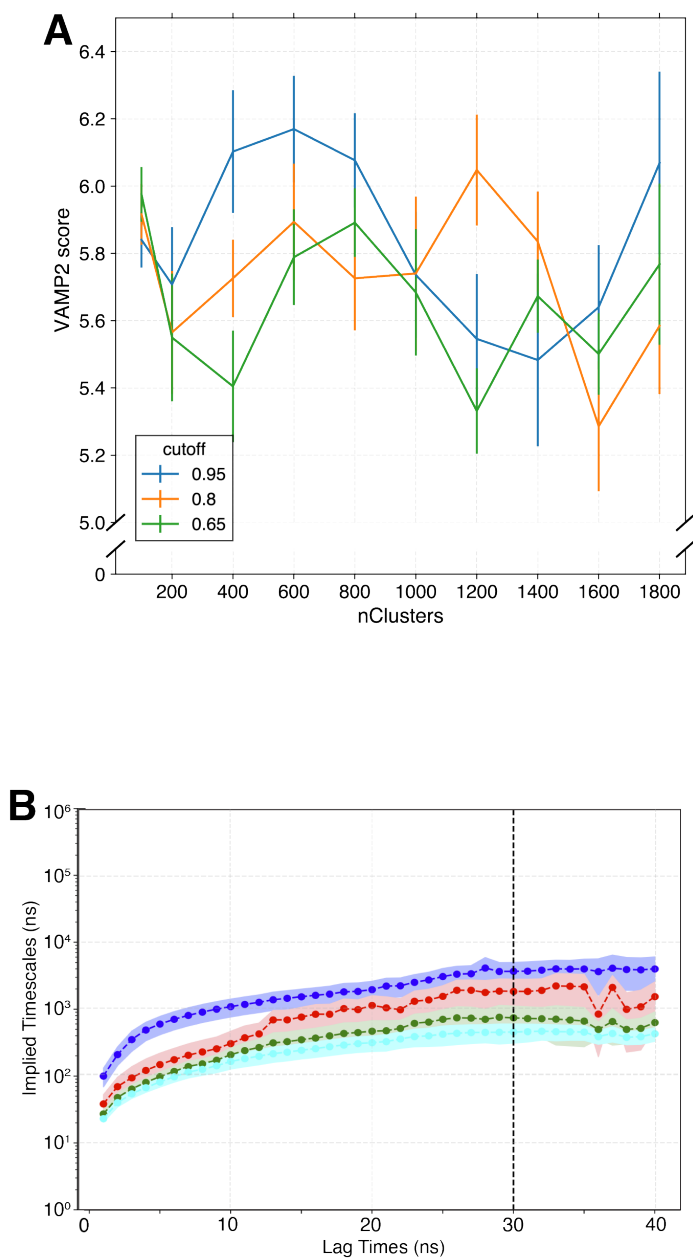 A
6.4
6.2
6.0
5.8
5.6
5.4
5.2
5.0
0
VAMP2 score
cutoff
0.95
0.8
0.65
200 400 600 800 1000 1200 1400 1600 1800
nClusters
B
10⁶
10⁵
10⁴
10³
10²
10¹
10⁰
Implied Timescales (ns)
0 10 20 30 40
Lag Times (ns)